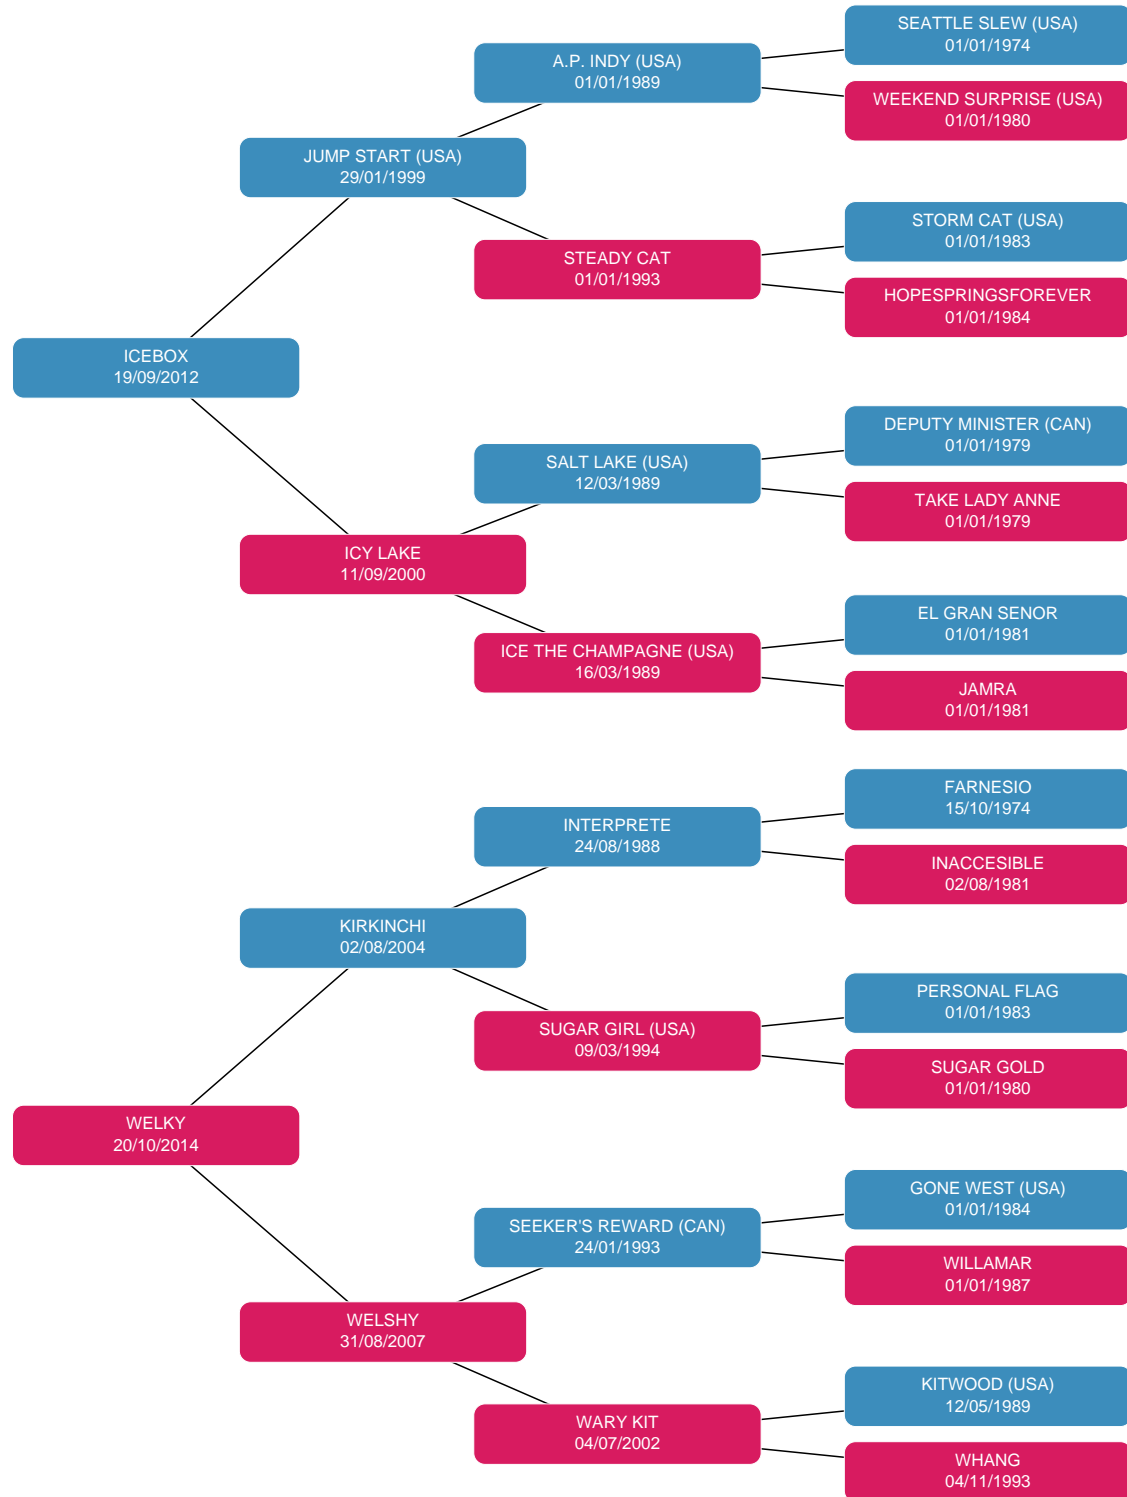 SEATTLE SLEW (USA)
01/01/1974
A.P. INDY (USA)
01/01/1989
WEEKEND SURPRISE (USA)
01/01/1980
JUMP START (USA)
29/01/1999
STORM CAT (USA)
01/01/1983
STEADY CAT
01/01/1993
HOPESPRINGSFOREVER
01/01/1984
ICEBOX
19/09/2012
DEPUTY MINISTER (CAN)
01/01/1979
SALT LAKE (USA)
12/03/1989
TAKE LADY ANNE
01/01/1979
ICY LAKE
11/09/2000
EL GRAN SENOR
01/01/1981
ICE THE CHAMPAGNE (USA)
16/03/1989
JAMRA
01/01/1981
FARNESIO
15/10/1974
INTERPRETE
24/08/1988
INACCESIBLE
02/08/1981
KIRKINCHI
02/08/2004
PERSONAL FLAG
01/01/1983
SUGAR GIRL (USA)
09/03/1994
SUGAR GOLD
01/01/1980
WELKY
20/10/2014
GONE WEST (USA)
01/01/1984
SEEKER'S REWARD (CAN)
24/01/1993
WILLAMAR
01/01/1987
WELSHY
31/08/2007
KITWOOD (USA)
12/05/1989
WARY KIT
04/07/2002
WHANG
04/11/1993